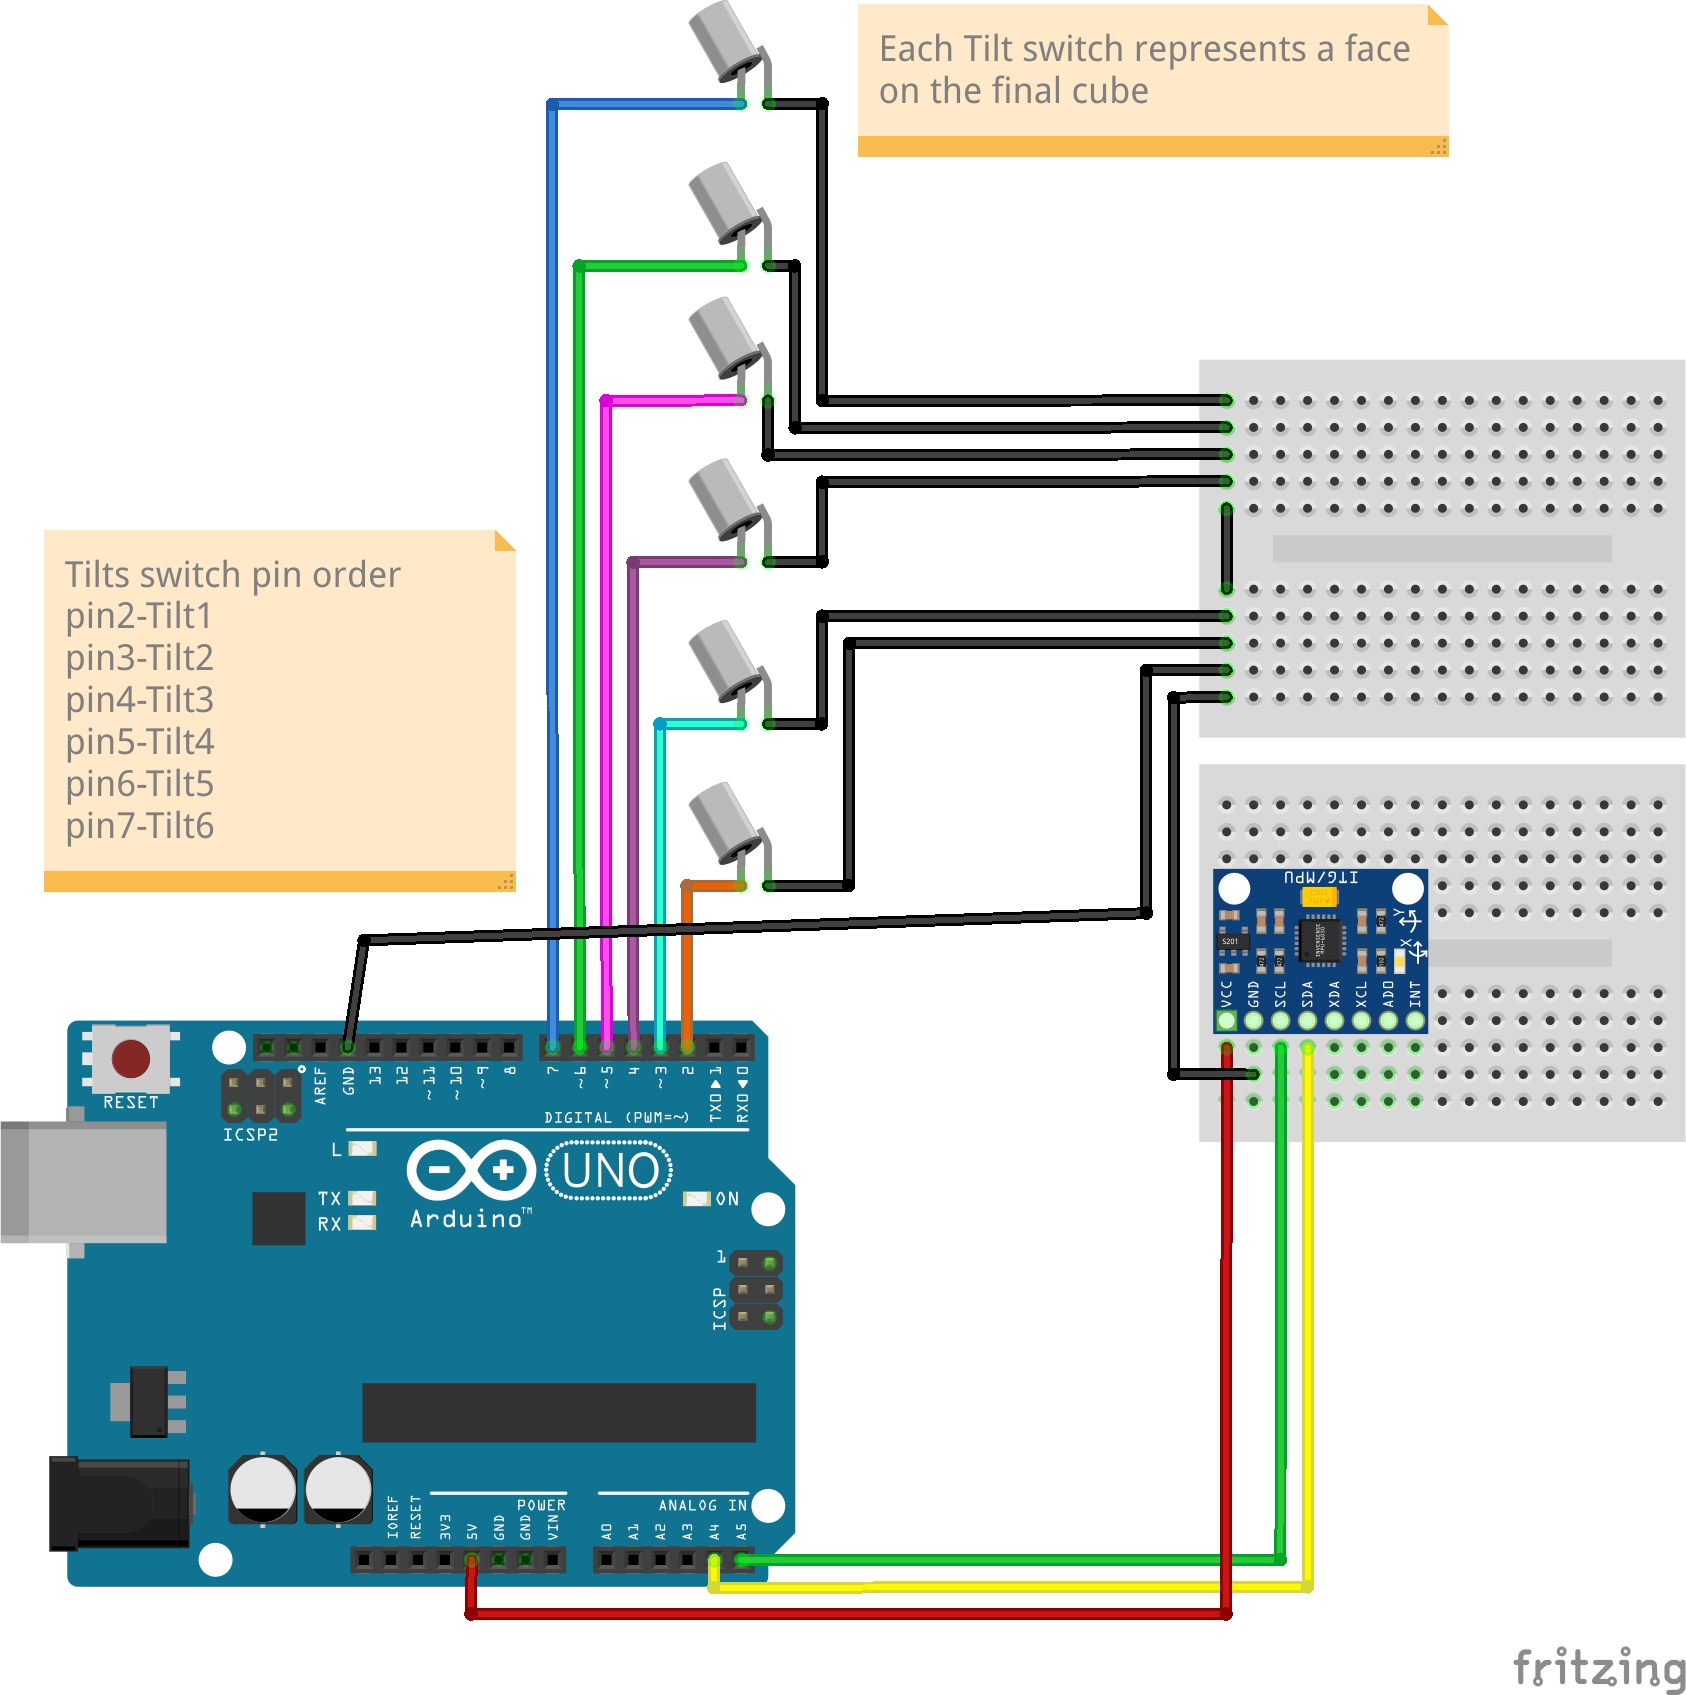 Each Tilt switch represents a face
on the final cube
Tilts switch pin order
pin2-Tilt1
pin3-Tilt2
pin4-Tilt3
pin5-Tilt4
pin6-Tilt5
pin7-Tilt6
ITG/MPU
S201
Y
X
VCC
GND
SCL
SDA
XDA
XCL
AD0
INT
RESET
ICSP2
AREF
GND
13
12
~11
~10
~9
8
7
~6
~5
4
~3
2
TX0▶1
RX0◀0
DIGITAL (PWM=~)
L
TX
RX
Arduino™
UNO
ON
1
ICSP
IOREF
RESET
3V3
5V
GND
GND
VIN
POWER
A0
A1
A2
A3
A4
A5
ANALOG IN
fritzing